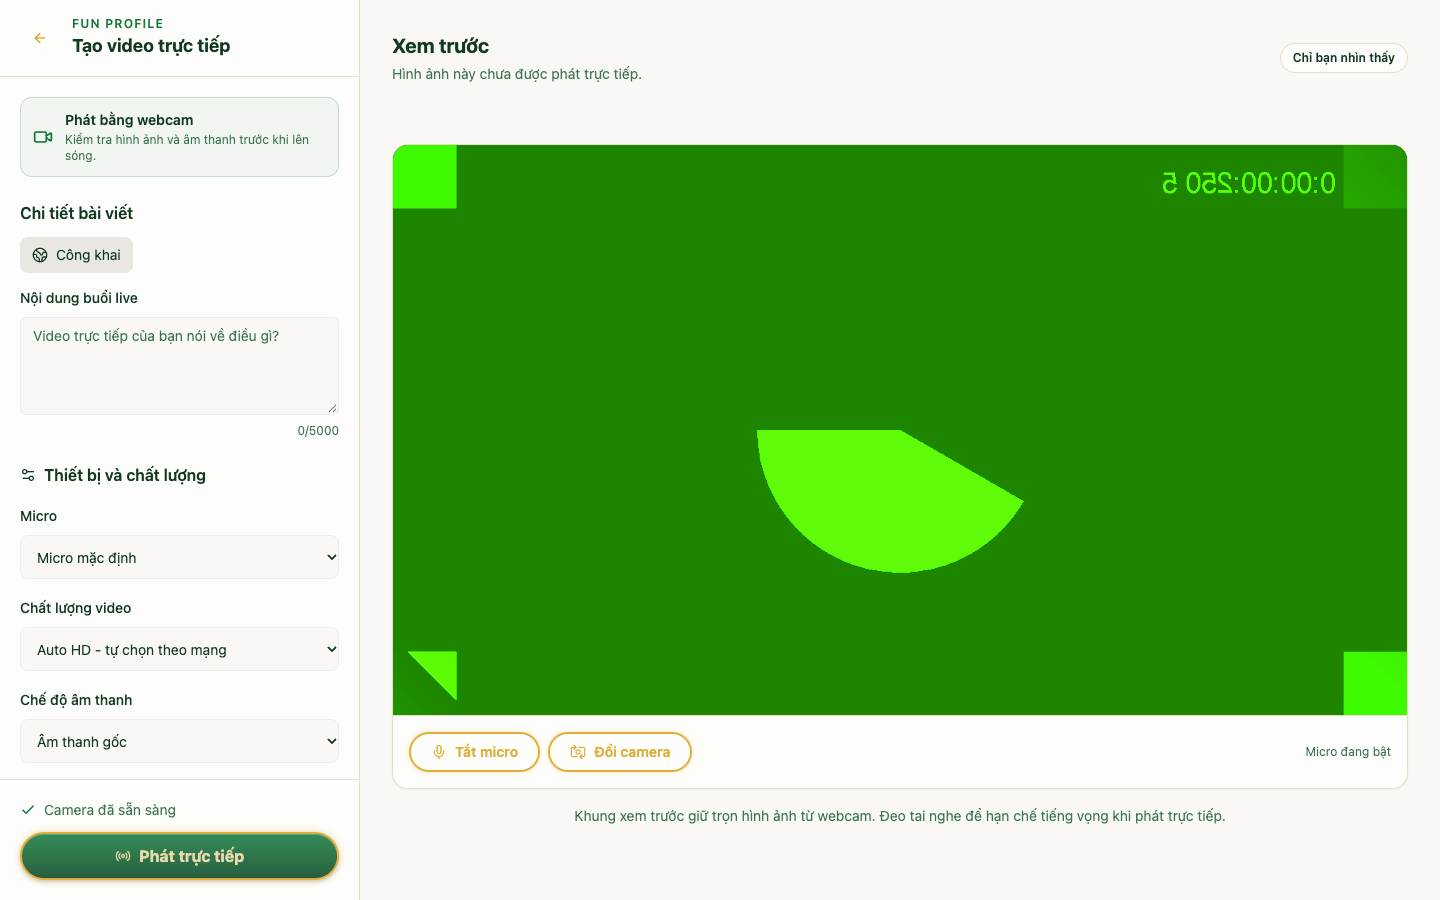 FUN PROFILE
Tạo video trực tiếp
Phát bằng webcam
Kiểm tra hình ảnh và âm thanh trước khi lên
sóng.
Chi tiết bài viết
Công khai
Nội dung buổi live
Video trực tiếp của bạn nói về điều gì?
0/5000
Thiết bị và chất lượng
Micro
Micro mặc định
Chất lượng video
Auto HD - tự chọn theo mạng
Chế độ âm thanh
Âm thanh gốc
Camera đã sẵn sàng
Phát trực tiếp
Xem trước
Hình ảnh này chưa được phát trực tiếp.
Chỉ bạn nhìn thấy
0:00:00:250 5
Tắt micro
Đổi camera
Micro đang bật
Khung xem trước giữ trọn hình ảnh từ webcam. Đeo tai nghe để hạn chế tiếng vọng khi phát trực tiếp.